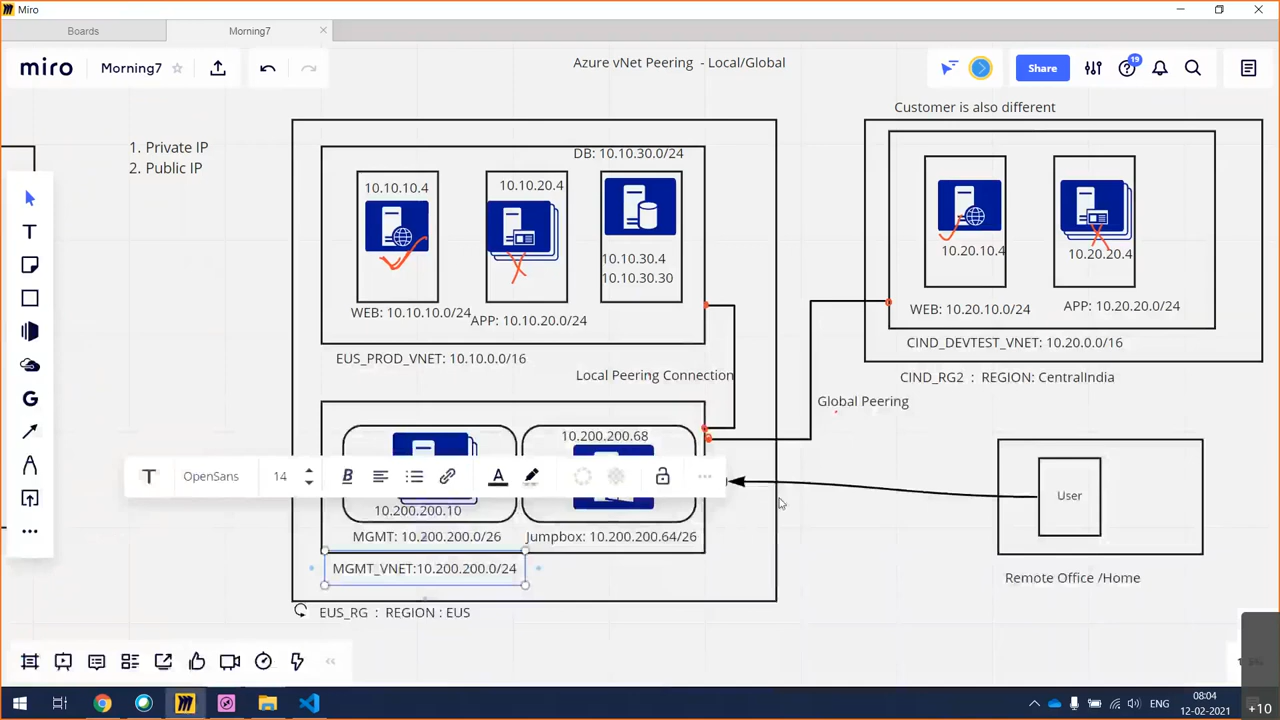 Miro
Boards
Morning7
miro
Morning7
Azure vNet Peering - Local/Global
Share
19
Customer is also different
1. Private IP
2. Public IP
DB: 10.10.30.0/24
10.10.10.4
10.10.20.4
10.10.30.4
10.10.30.30
WEB: 10.10.10.0/24
APP: 10.10.20.0/24
EUS_PROD_VNET: 10.10.0.0/16
10.20.10.4
10.20.20.4
WEB: 10.20.10.0/24
APP: 10.20.20.0/24
CIND_DEVTEST_VNET: 10.20.0.0/16
CIND_RG2 : REGION: CentralIndia
Local Peering Connection
Global Peering
10.200.200.68
OpenSans
14
10.200.200.10
MGMT: 10.200.200.0/26
Jumpbox: 10.200.200.64/26
MGMT_VNET:10.200.200.0/24
EUS_RG : REGION : EUS
User
Remote Office /Home
ENG
08:04
12-02-2021
+10